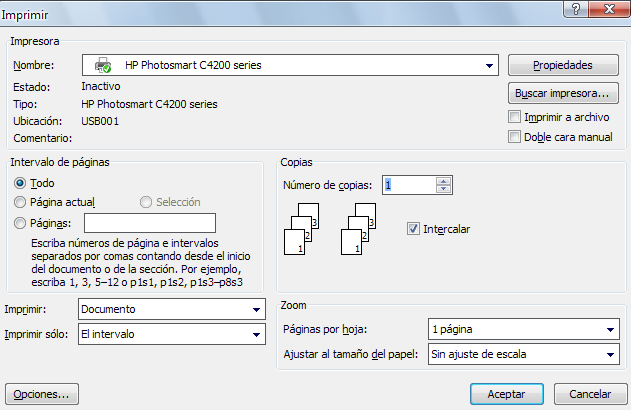 Imprimir
Impresora
Nombre: HP Photosmart C4200 series Propiedades
Estado: Inactivo Buscar impresora...
Tipo: HP Photosmart C4200 series
Ubicación: USB001 Imprimir a archivo
Comentario: Doble cara manual
Intervalo de páginas
Todo
Página actual Selección
Páginas:
Escriba números de página e intervalos
separados por comas contando desde el inicio
del documento o de la sección. Por ejemplo,
escriba 1, 3, 5–12 o p1s1, p1s2, p1s3–p8s3
Copias
Número de copias: 1
3 3
2 2
1 1
Intercalar
Imprimir: Documento
Imprimir sólo: El intervalo
Zoom
Páginas por hoja: 1 página
Ajustar al tamaño del papel: Sin ajuste de escala
Opciones... Aceptar Cancelar